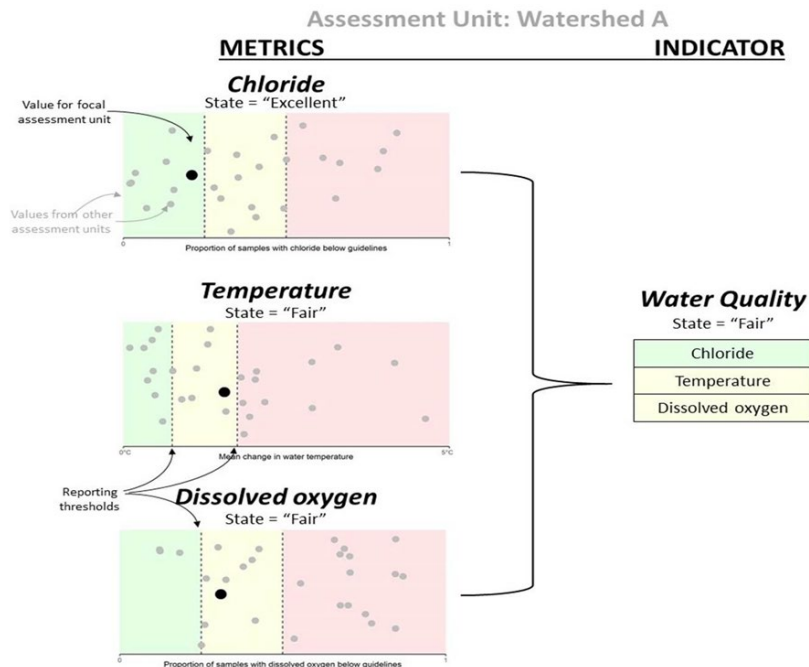 Assessment Unit: Watershed A
METRICS
INDICATOR
Chloride
State = “Excellent”
Value for focal
assessment unit
Values from other
assessment units
0
1
Proportion of samples with chloride below guidelines
Temperature
State = “Fair”
0°C
5°C
Mean change in water temperature
Reporting
thresholds
Dissolved oxygen
State = “Fair”
0
1
Proportion of samples with dissolved oxygen below guidelines
Water Quality
State = “Fair”
Chloride
Temperature
Dissolved oxygen